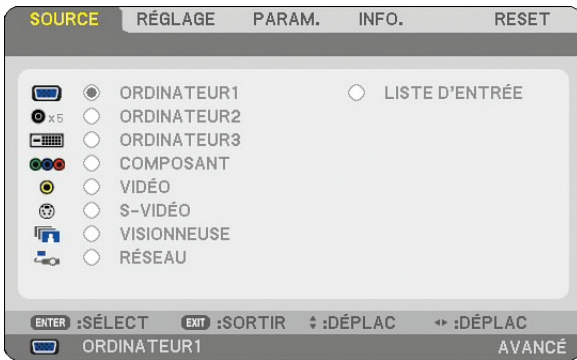 SOURCE RÉGLAGE PARAM. INFO. RESET
ORDINATEUR1 LISTE D'ENTRÉE
x5 ORDINATEUR2
ORDINATEUR3
COMPOSANT
VIDÉO
S-VIDÉO
VISIONNEUSE
RÉSEAU
ENTER :SÉLECT EXIT :SORTIR :DÉPLAC :DÉPLAC
ORDINATEUR1 AVANCÉ